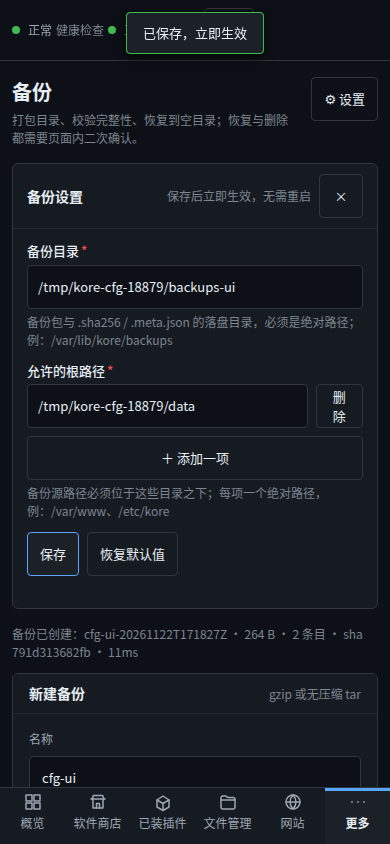 正常 健康检查
已保存，立即生效
备份
打包目录、校验完整性、恢复到空目录；恢复与删除
都需要页面内二次确认。
⚙ 设置
备份设置
保存后立即生效，无需重启
×
备份目录 *
/tmp/kore-cfg-18879/backups-ui
备份包与 .sha256 / .meta.json 的落盘目录，必须是绝对路径；
例：/var/lib/kore/backups
允许的根路径 *
/tmp/kore-cfg-18879/data
删
除
＋ 添加一项
备份源路径必须位于这些目录之下；每项一个绝对路径，
例：/var/www、/etc/kore
保存
恢复默认值
备份已创建：cfg-ui-20261122T171827Z · 264 B · 2 条目 · sha
791d313682fb · 11ms
新建备份
gzip 或无压缩 tar
名称
cfg-ui
概览
软件商店
已装插件
文件管理
网站
更多